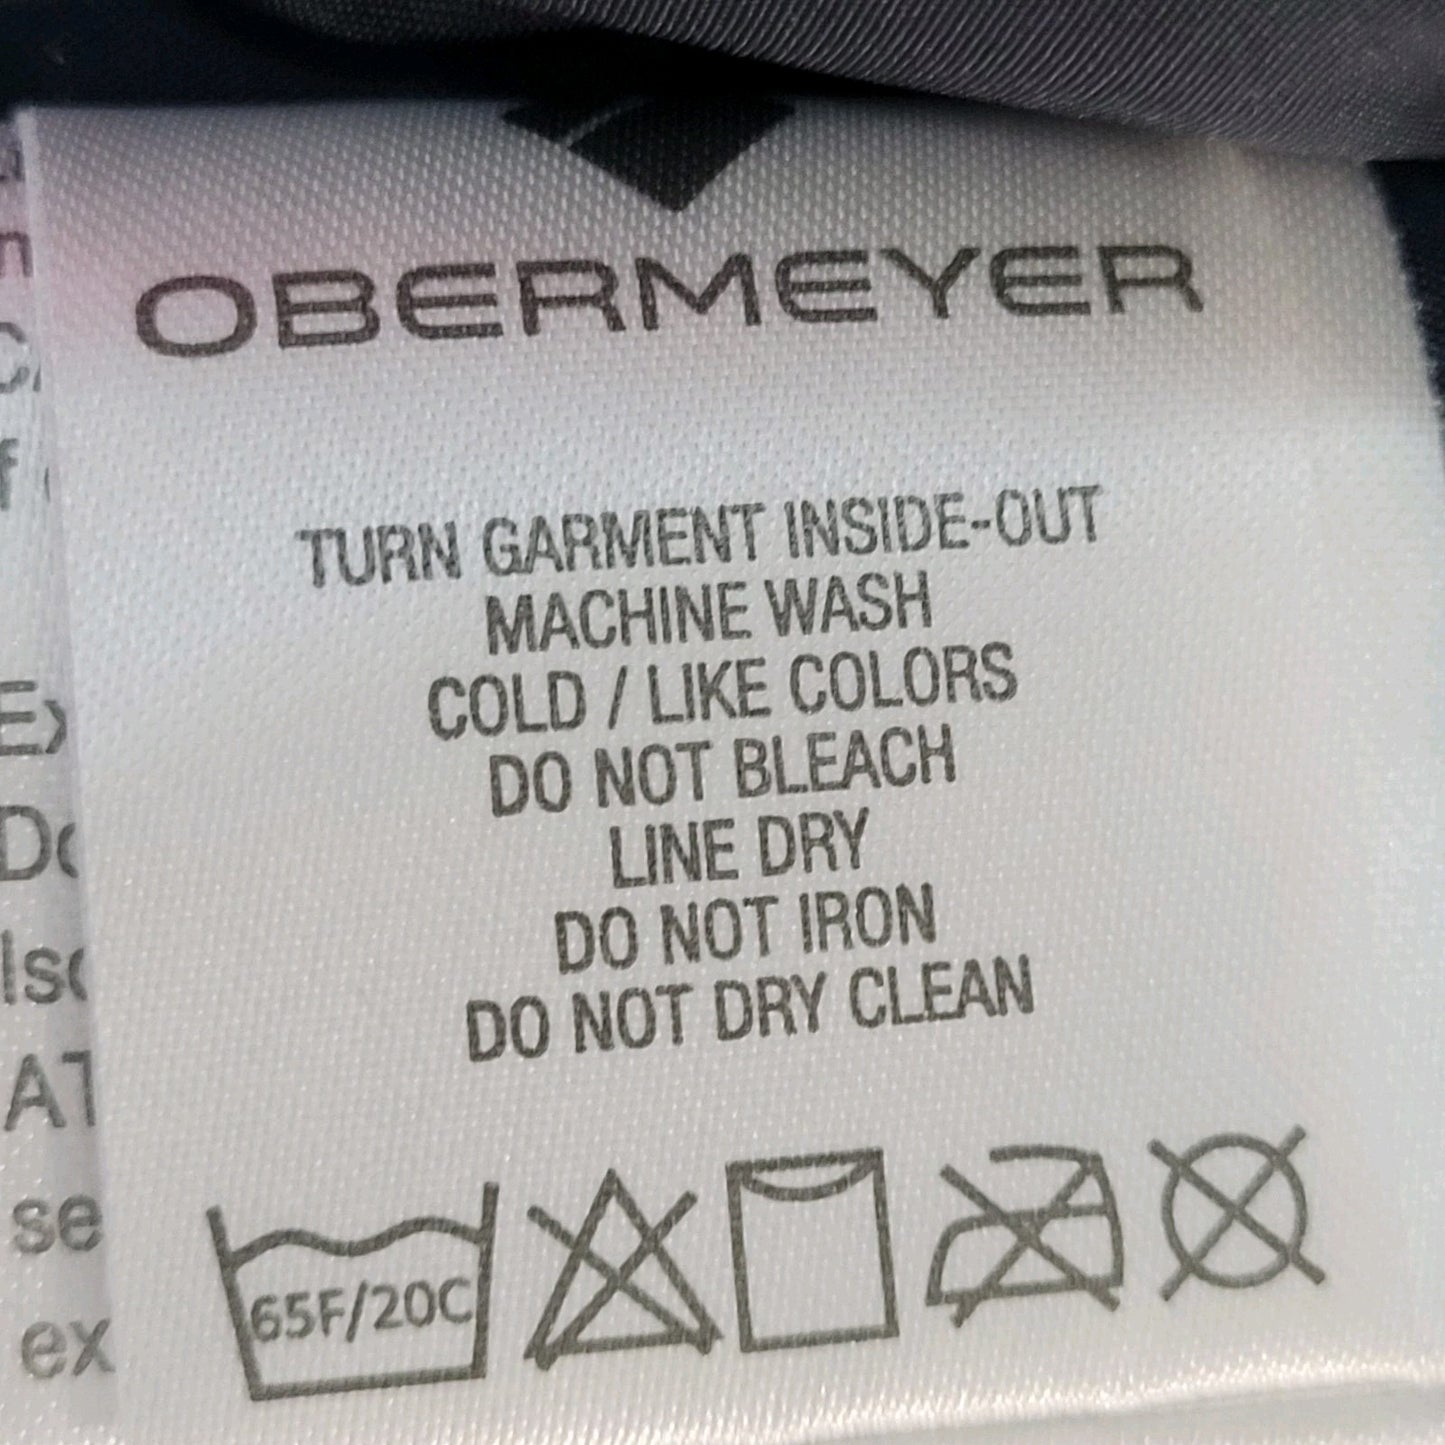 OBERMEYER
TURN GARMENT INSIDE-OUT
MACHINE WASH
COLD / LIKE COLORS
DO NOT BLEACH
LINE DRY
DO NOT IRON
DO NOT DRY CLEAN
65F/20C